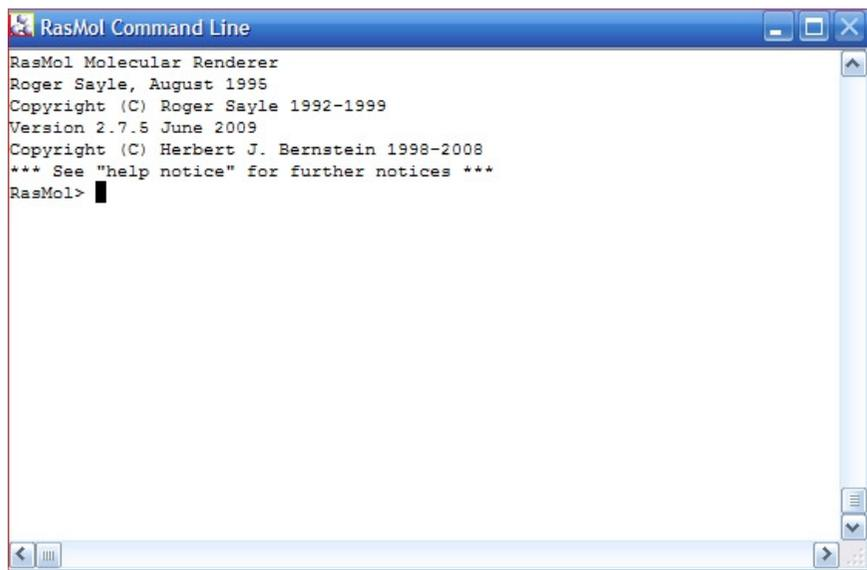 RasMol Command Line
RasMol Molecular Renderer
Roger Sayle, August 1995
Copyright (C) Roger Sayle 1992-1999
Version 2.7.5 June 2009
Copyright (C) Herbert J. Bernstein 1998-2008
*** See "help notice" for further notices ***
RasMol>